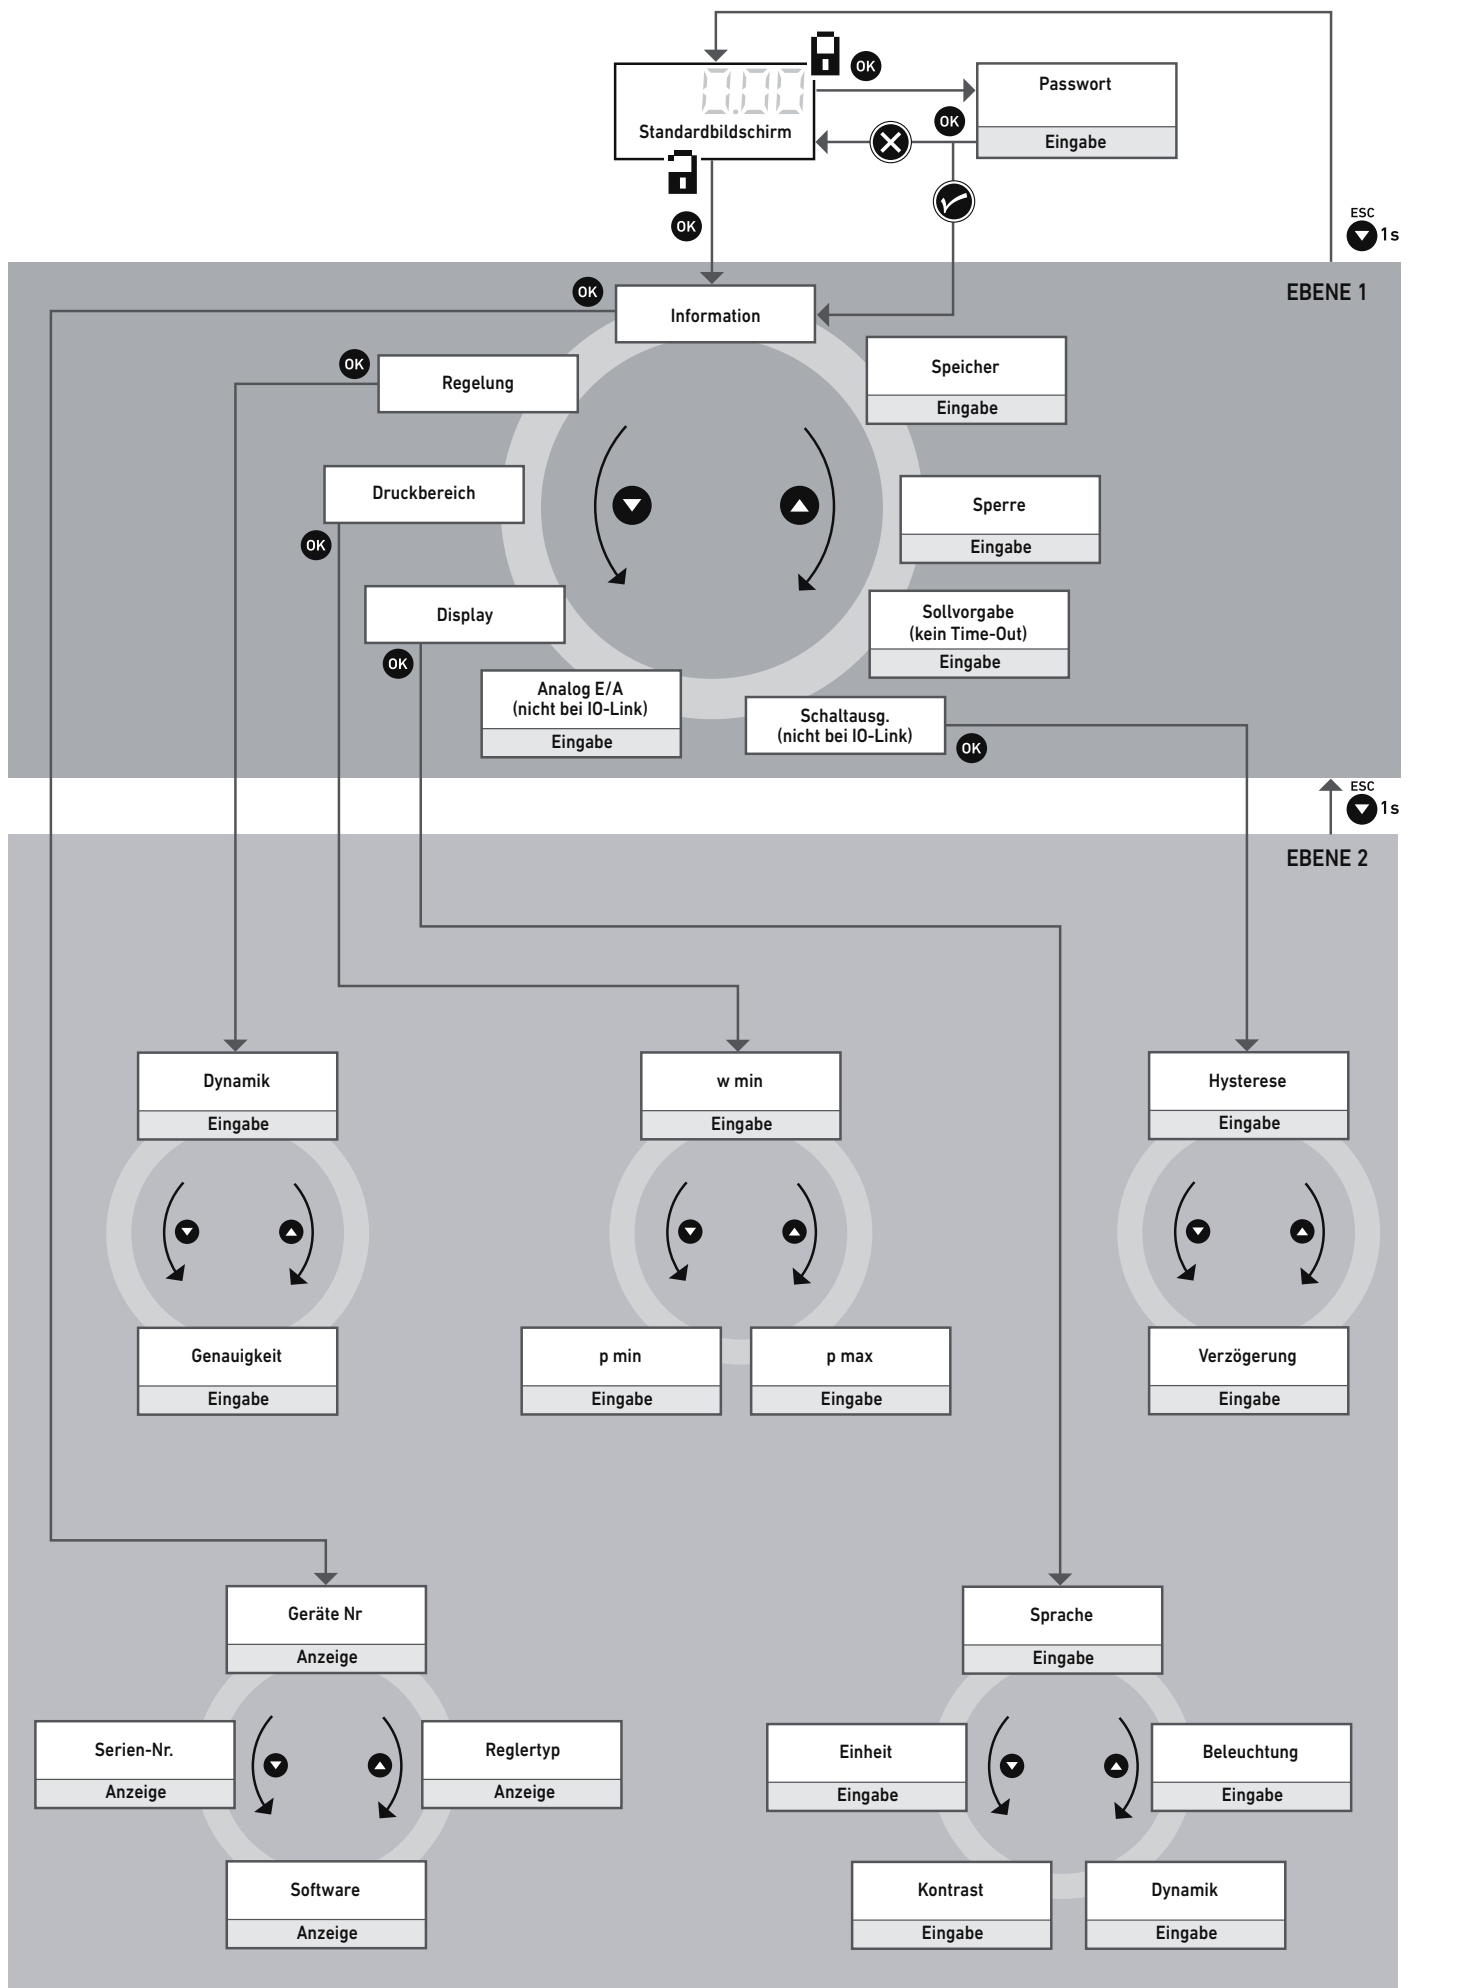 0.00
OK
Standardbildschirm
Passwort
Eingabe
OK
OK
ESC
1s
EBENE 1
OK
Information
OK
Regelung
Speicher
Eingabe
Druckbereich
OK
Sperre
Eingabe
Display
OK
Sollvorgabe
(kein Time-Out)
Eingabe
Analog E/A
(nicht bei IO-Link)
Eingabe
Schaltausg.
(nicht bei IO-Link)
OK
ESC
1s
EBENE 2
Dynamik
Eingabe
w min
Eingabe
Hysterese
Eingabe
Genauigkeit
Eingabe
p min
Eingabe
p max
Eingabe
Verzögerung
Eingabe
Geräte Nr
Anzeige
Sprache
Eingabe
Serien-Nr.
Anzeige
Reglertyp
Anzeige
Einheit
Eingabe
Beleuchtung
Eingabe
Software
Anzeige
Kontrast
Eingabe
Dynamik
Eingabe